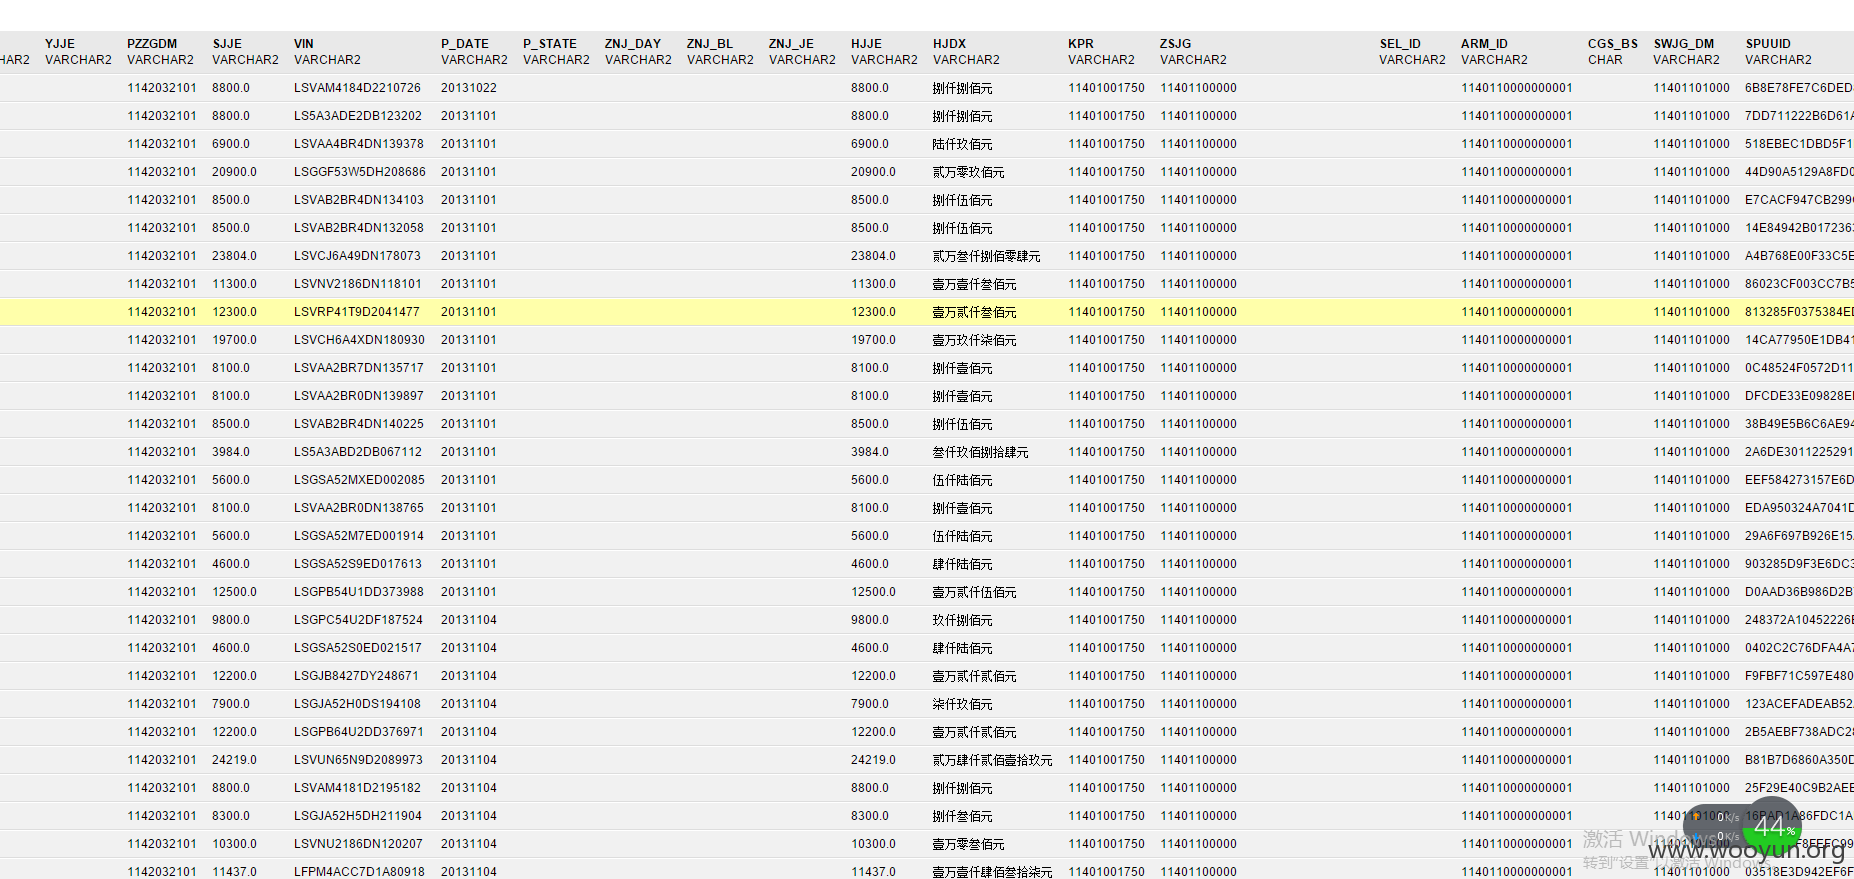 YJJE PZZGDM SJJE VIN P_DATE P_STATE ZNJ_DAY ZNJ_BL ZNJ_JE HJJE HJDX KPR ZSJG SEL_ID ARM_ID CGS_BS SWJG_DM SPUUID
HAR2 VARCHAR2 VARCHAR2 VARCHAR2 VARCHAR2 VARCHAR2 VARCHAR2 VARCHAR2 VARCHAR2 VARCHAR2 VARCHAR2 VARCHAR2 VARCHAR2 VARCHAR2 VARCHAR2 VARCHAR2 CHAR VARCHAR2 VARCHAR2
1142032101 8800.0 LSVAM4184D2210726 20131022 8800.0 捌仟捌佰元 11401001750 11401100000 1140110000000001 11401101000 6B8E78FE7C6DED
1142032101 8800.0 LS5A3ADE2DB123202 20131101 8800.0 捌仟捌佰元 11401001750 11401100000 1140110000000001 11401101000 7DD711222B6D61A
1142032101 6900.0 LSVAA4BR4DN139378 20131101 6900.0 陆仟玖佰元 11401001750 11401100000 1140110000000001 11401101000 518EBEC1DBD5F1
1142032101 20900.0 LSGGF53W5DH208686 20131101 20900.0 贰万零玖佰元 11401001750 11401100000 1140110000000001 11401101000 44D90A5129A8FD0
1142032101 8500.0 LSVAB2BR4DN134103 20131101 8500.0 捌仟伍佰元 11401001750 11401100000 1140110000000001 11401101000 E7CACF947CB299
1142032101 8500.0 LSVAB2BR4DN132058 20131101 8500.0 捌仟伍佰元 11401001750 11401100000 1140110000000001 11401101000 14E84942B017236
1142032101 23804.0 LSVCJ6A49DN178073 20131101 23804.0 贰万叁仟捌佰零肆元 11401001750 11401100000 1140110000000001 11401101000 A4B768E00F33C5E
1142032101 11300.0 LSVNV2186DN118101 20131101 11300.0 壹万壹仟叁佰元 11401001750 11401100000 1140110000000001 11401101000 86023CF003CC7B5
1142032101 12300.0 LSVRP41T9D2041477 20131101 12300.0 壹万贰仟叁佰元 11401001750 11401100000 1140110000000001 11401101000 813285F0375384E
1142032101 19700.0 LSVCH6A4XDN180930 20131101 19700.0 壹万玖仟柒佰元 11401001750 11401100000 1140110000000001 11401101000 14CA77950E1DB41
1142032101 8100.0 LSVAA2BR7DN135717 20131101 8100.0 捌仟壹佰元 11401001750 11401100000 1140110000000001 11401101000 0C48524F0572D11
1142032101 8100.0 LSVAA2BR0DN139897 20131101 8100.0 捌仟壹佰元 11401001750 11401100000 1140110000000001 11401101000 DFCDE33E09828E
1142032101 8500.0 LSVAB2BR4DN140225 20131101 8500.0 捌仟伍佰元 11401001750 11401100000 1140110000000001 11401101000 38B49E5B6C6AE94
1142032101 3984.0 LS5A3ABD2DB067112 20131101 3984.0 叁仟玖佰捌拾肆元 11401001750 11401100000 1140110000000001 11401101000 2A6DE3011225291
1142032101 5600.0 LSGSA52MXED002085 20131101 5600.0 伍仟陆佰元 11401001750 11401100000 1140110000000001 11401101000 EEF584273157E6D
1142032101 8100.0 LSVAA2BR0DN138765 20131101 8100.0 捌仟壹佰元 11401001750 11401100000 1140110000000001 11401101000 EDA950324A7041D
1142032101 5600.0 LSGSA52M7ED001914 20131101 5600.0 伍仟陆佰元 11401001750 11401100000 1140110000000001 11401101000 29A6F697B926E15
1142032101 4600.0 LSGSA52S9ED017613 20131101 4600.0 肆仟陆佰元 11401001750 11401100000 1140110000000001 11401101000 903285D9F3E6DC3
1142032101 12500.0 LSGPB54U1DD373988 20131101 12500.0 壹万贰仟伍佰元 11401001750 11401100000 1140110000000001 11401101000 D0AAD36B986D2B
1142032101 9800.0 LSGPC54U2DF187524 20131104 9800.0 玖仟捌佰元 11401001750 11401100000 1140110000000001 11401101000 248372A10452226
1142032101 4600.0 LSGSA52S0ED021517 20131104 4600.0 肆仟陆佰元 11401001750 11401100000 1140110000000001 11401101000 0402C2C76DFA4A7
1142032101 12200.0 LSGJB8427DY248671 20131104 12200.0 壹万贰仟贰佰元 11401001750 11401100000 1140110000000001 11401101000 F9FBF71C597E480
1142032101 7900.0 LSGJA52H0DS194108 20131104 7900.0 柒仟玖佰元 11401001750 11401100000 1140110000000001 11401101000 123ACEFADEAB52
1142032101 12200.0 LSGPB64U2DD376971 20131104 12200.0 壹万贰仟贰佰元 11401001750 11401100000 1140110000000001 11401101000 2B5AEBF738ADC2
1142032101 24219.0 LSVUN65N9D2089973 20131104 24219.0 贰万肆仟贰佰壹拾玖元 11401001750 11401100000 1140110000000001 11401101000 B81B7D6860A350D
1142032101 8800.0 LSVAM4181D2195182 20131104 8800.0 捌仟捌佰元 11401001750 11401100000 1140110000000001 11401101000 25F29E40C9B2AEE
1142032101 8300.0 LSGJA52H5DH211904 20131104 8300.0 捌仟叁佰元 11401001750 11401100000 1140110000000001 11401101000
1142032101 10300.0 LSVNU2186DN120207 20131104 10300.0 壹万零叁佰元 11401001750 11401100000 1140110000000001
1142032101 11437.0 LFPM4ACC7D1A80918 20131104 11437.0 壹万壹仟肆佰叁拾柒元 11401001750 11401100000 1140110000000001 11401101000 03518E3D942EF6F
0K/s
0K/s
44%
激活 Windows
转到"设置"以激活 Windows
www.wooyun.org